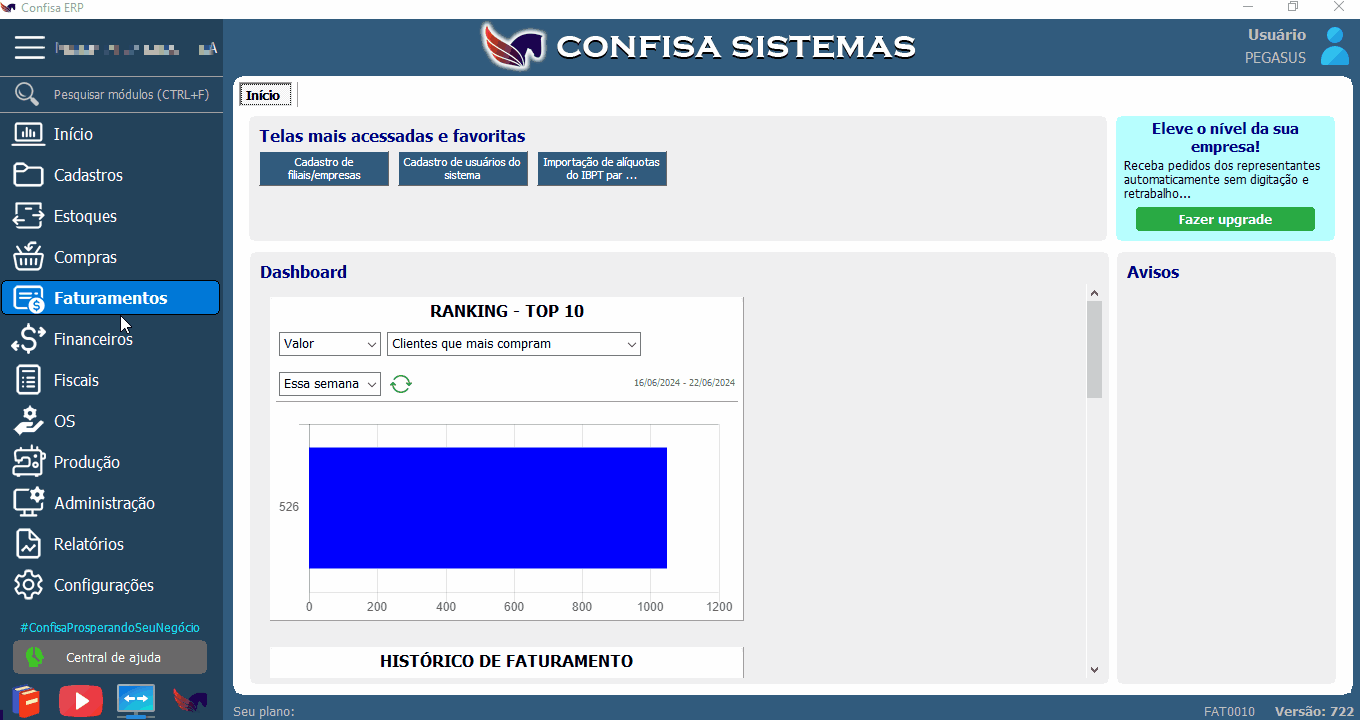 Confisa ERP
CONFISA SISTEMAS
Usuário
PEGASUS
Pesquisar módulos (CTRL+F)
Início
Cadastros
Estoques
Compras
Faturamentos
Financeiros
Fiscais
OS
Produção
Administração
Relatórios
Configurações
#ConfisaProsperandoSeuNegócio
Central de ajuda
Início
Telas mais acessadas e favoritas
Cadastro de
filiais/empresas
Cadastro de usuários do
sistema
Importação de alíquotas
do IBPT par ...
Eleve o nível da sua
empresa!
Receba pedidos dos representantes
automaticamente sem digitação e
retrabalho...
Fazer upgrade
Dashboard
RANKING - TOP 10
Valor
Clientes que mais compram
Essa semana
16/06/2024 - 22/06/2024
526
0 200 400 600 800 1000 1200
HISTÓRICO DE FATURAMENTO
Avisos
Seu plano:
FAT0010
Versão: 722